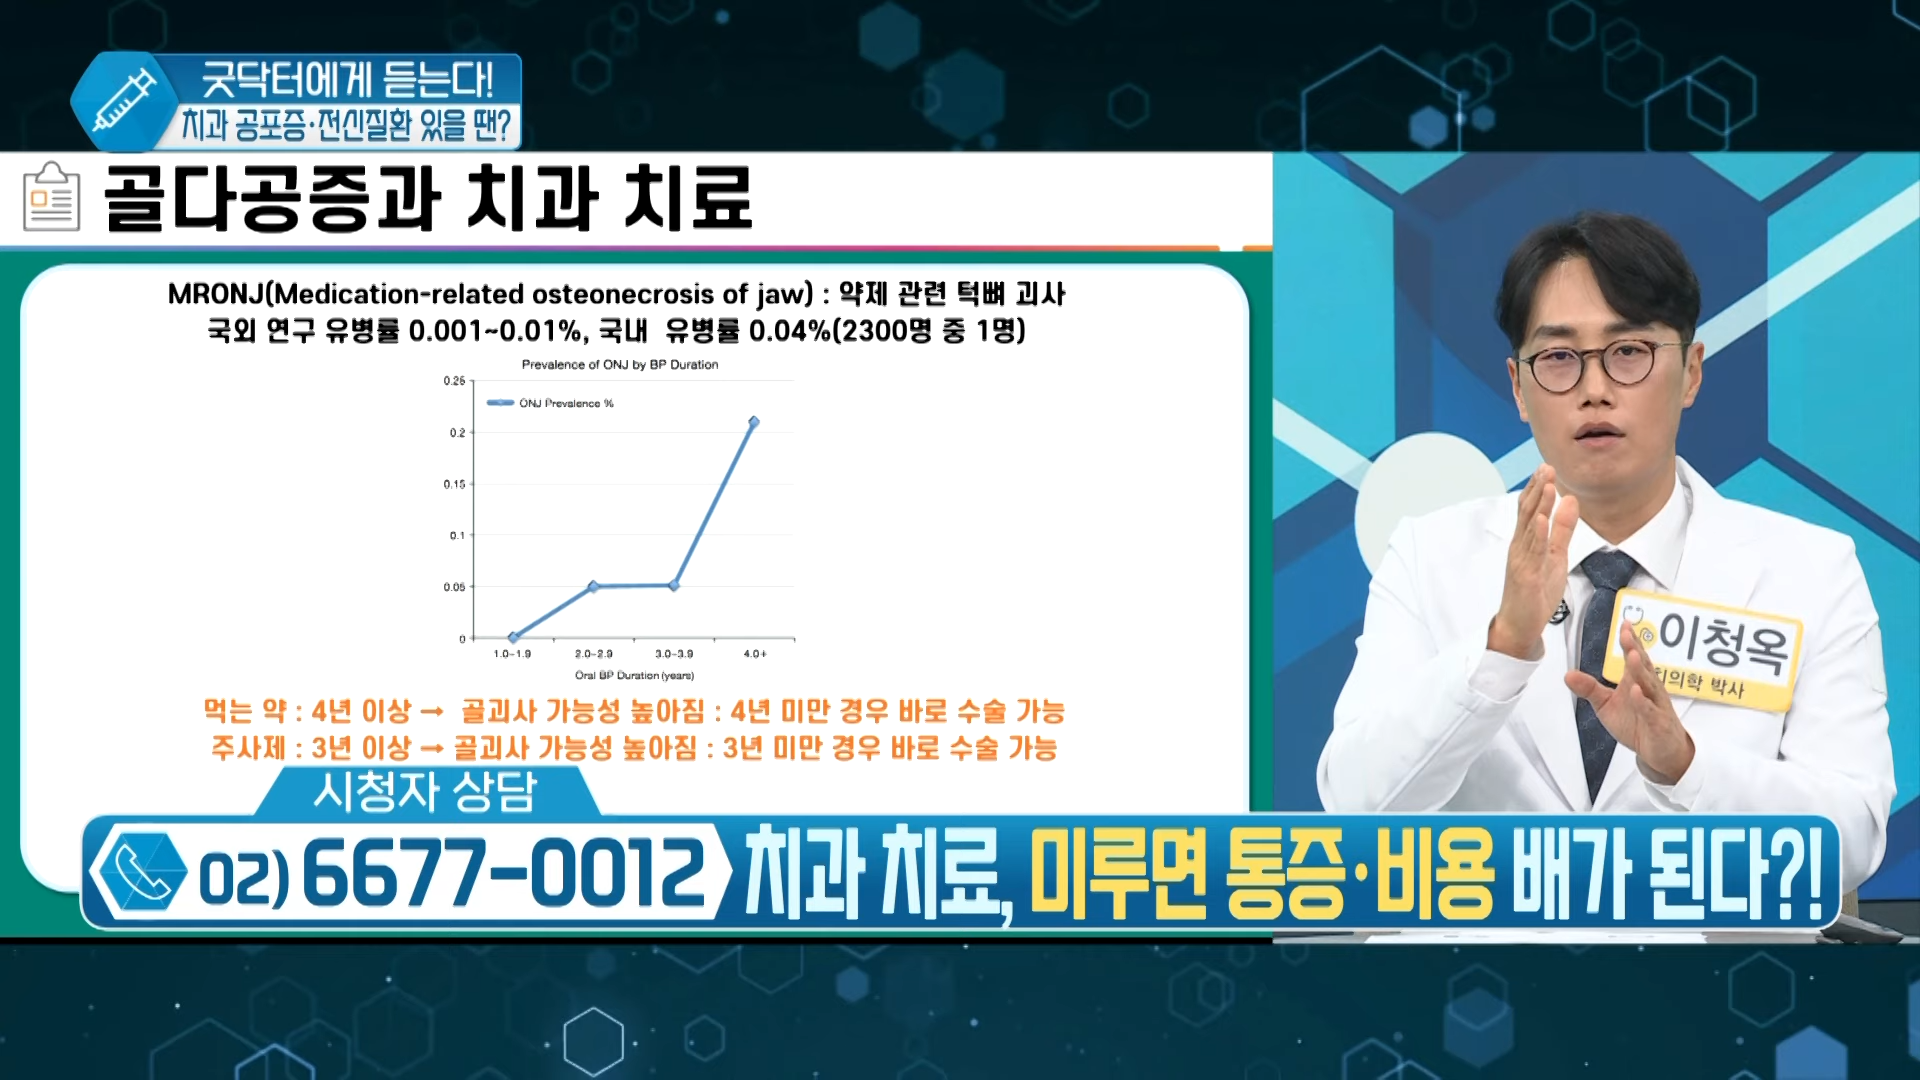 굿닥터에게 듣는다!
치과 공포증·전신질환 있을 땐?
골다공증과 치과 치료
MRONJ(Medication-related osteonecrosis of jaw) : 약제 관련 턱뼈 괴사
국외 연구 유병률 0.001~0.01%, 국내 유병률 0.04%(2300명 중 1명)
Prevalence of ONJ by BP Duration
ONJ Prevalence %
0.25
0.2
0.15
0.1
0.05
0
1.0-1.9 2.0-2.9 3.0-3.9 4.0+
Oral BP Duration (years)
먹는 약 : 4년 이상 → 골괴사 가능성 높아짐 : 4년 미만 경우 바로 수술 가능
주사제 : 3년 이상 → 골괴사 가능성 높아짐 : 3년 미만 경우 바로 수술 가능
이청옥
치의학 박사
시청자 상담
02) 6677-0012
치과 치료, 미루면 통증·비용 배가 된다?!